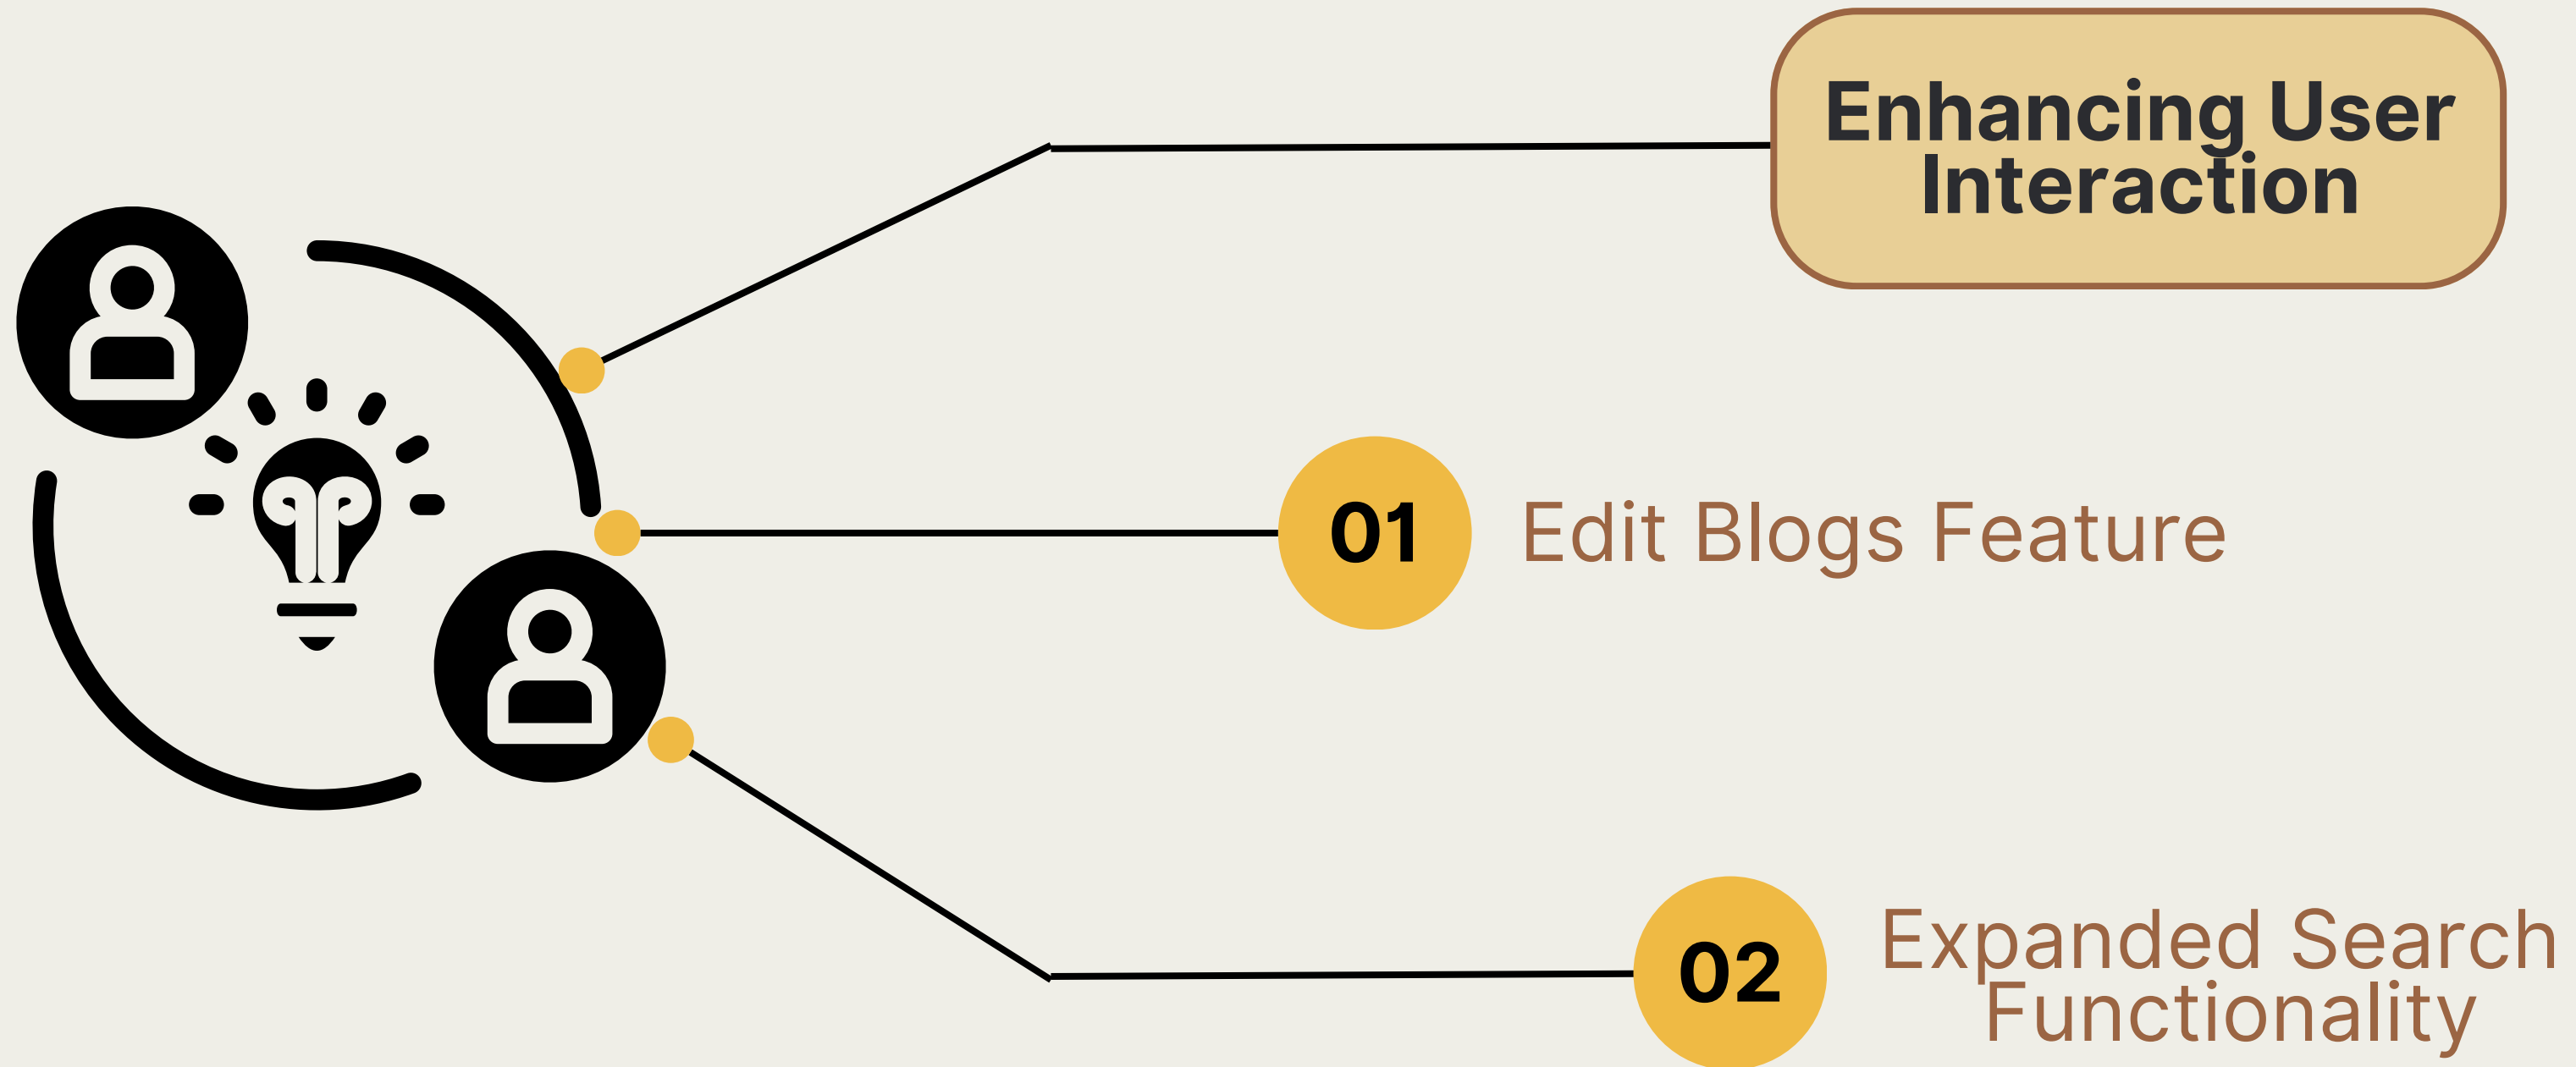 Enhancing User
Interaction
01
Edit Blogs Feature
02
Expanded Search
Functionality